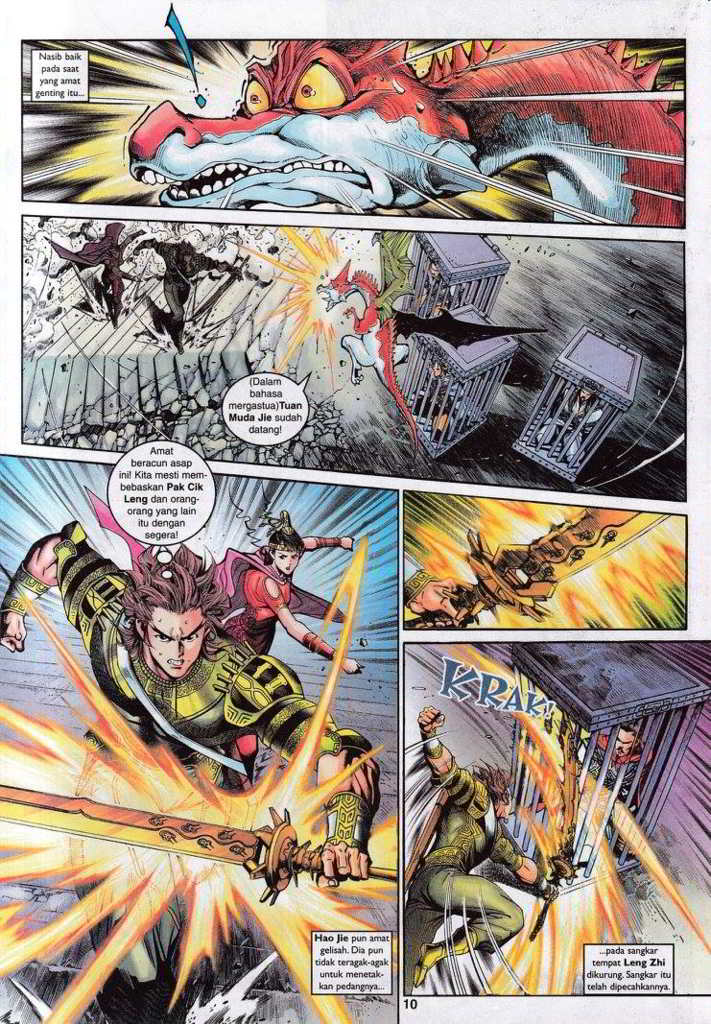 Nasib baik
pada saat
yang amat
genting itu...
(Dalam
bahasa
mergastua)Tuan
Muda Jie sudah
datang!
Amat
beracun asap
ini! Kita mesti mem-
bebaskan Pak Cik
Leng dan orang-
orang yang lain
itu dengan
segera!
KRAK!
Hao Jie pun amat
gelisah. Dia pun
tidak teragak-agak
untuk menetak-
kan pedangnya...
...pada sangkar
tempat Leng Zhi
dikurung. Sangkar itu
telah dipecahkannya.
10